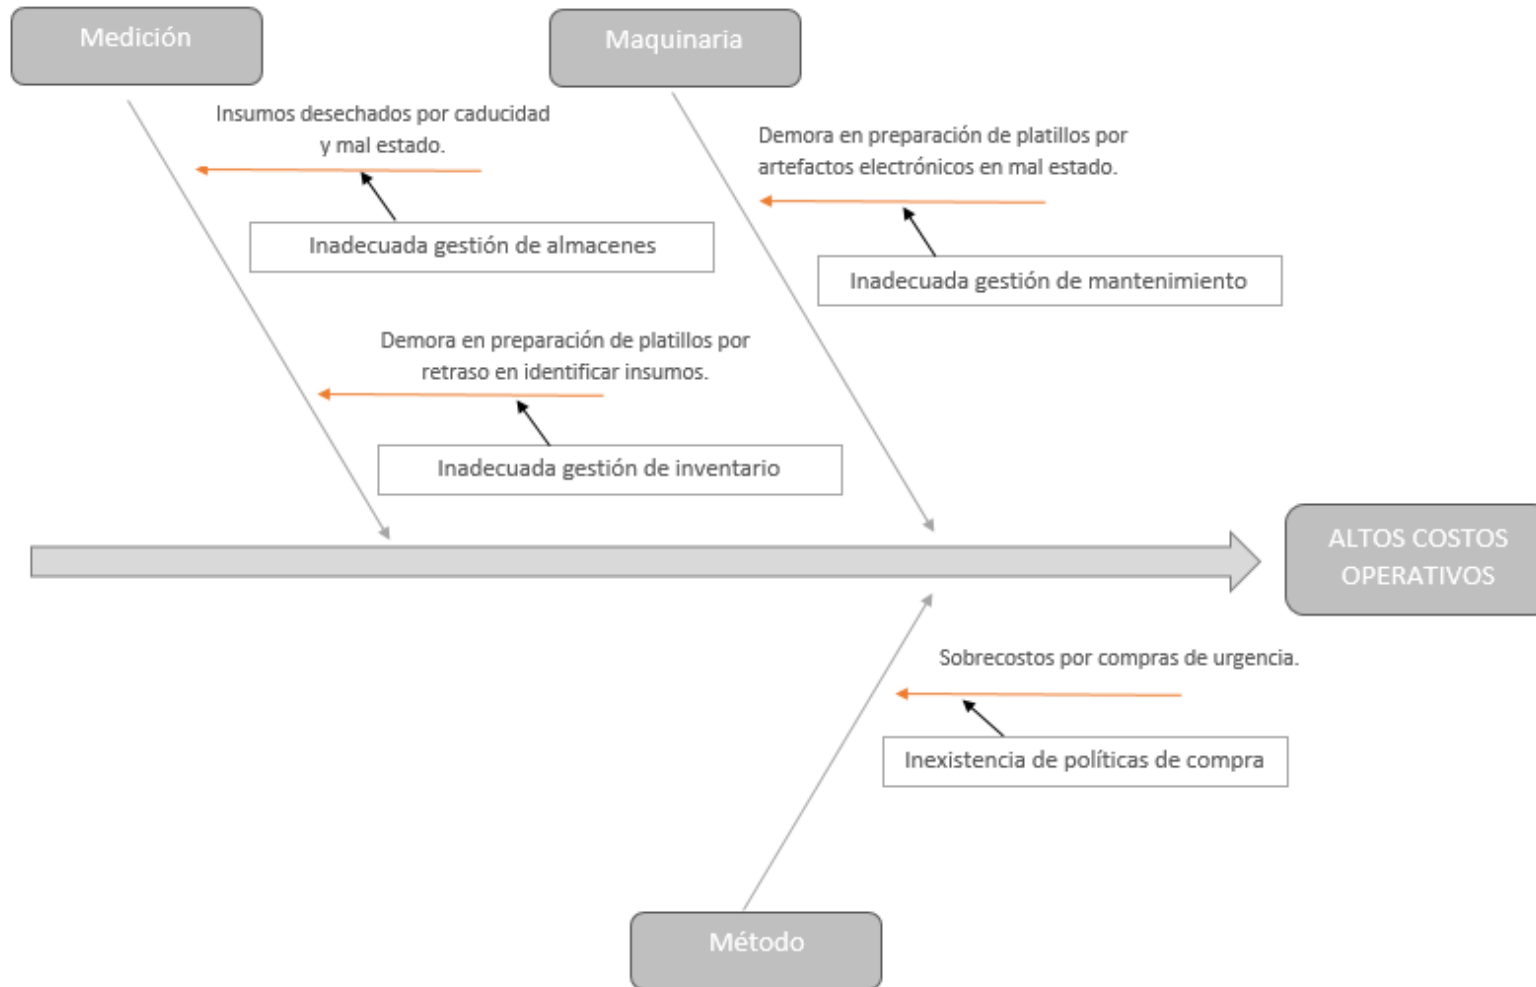 Medición
Maquinaria
Insumos desechados por caducidad
y mal estado.
Inadecuada gestión de almacenes
Demora en preparación de platillos por
artefactos electrónicos en mal estado.
Inadecuada gestión de mantenimiento
Demora en preparación de platillos por
retraso en identificar insumos.
Inadecuada gestión de inventario
ALTOS COSTOS
OPERATIVOS
Sobrecostos por compras de urgencia.
Inexistencia de políticas de compra
Método